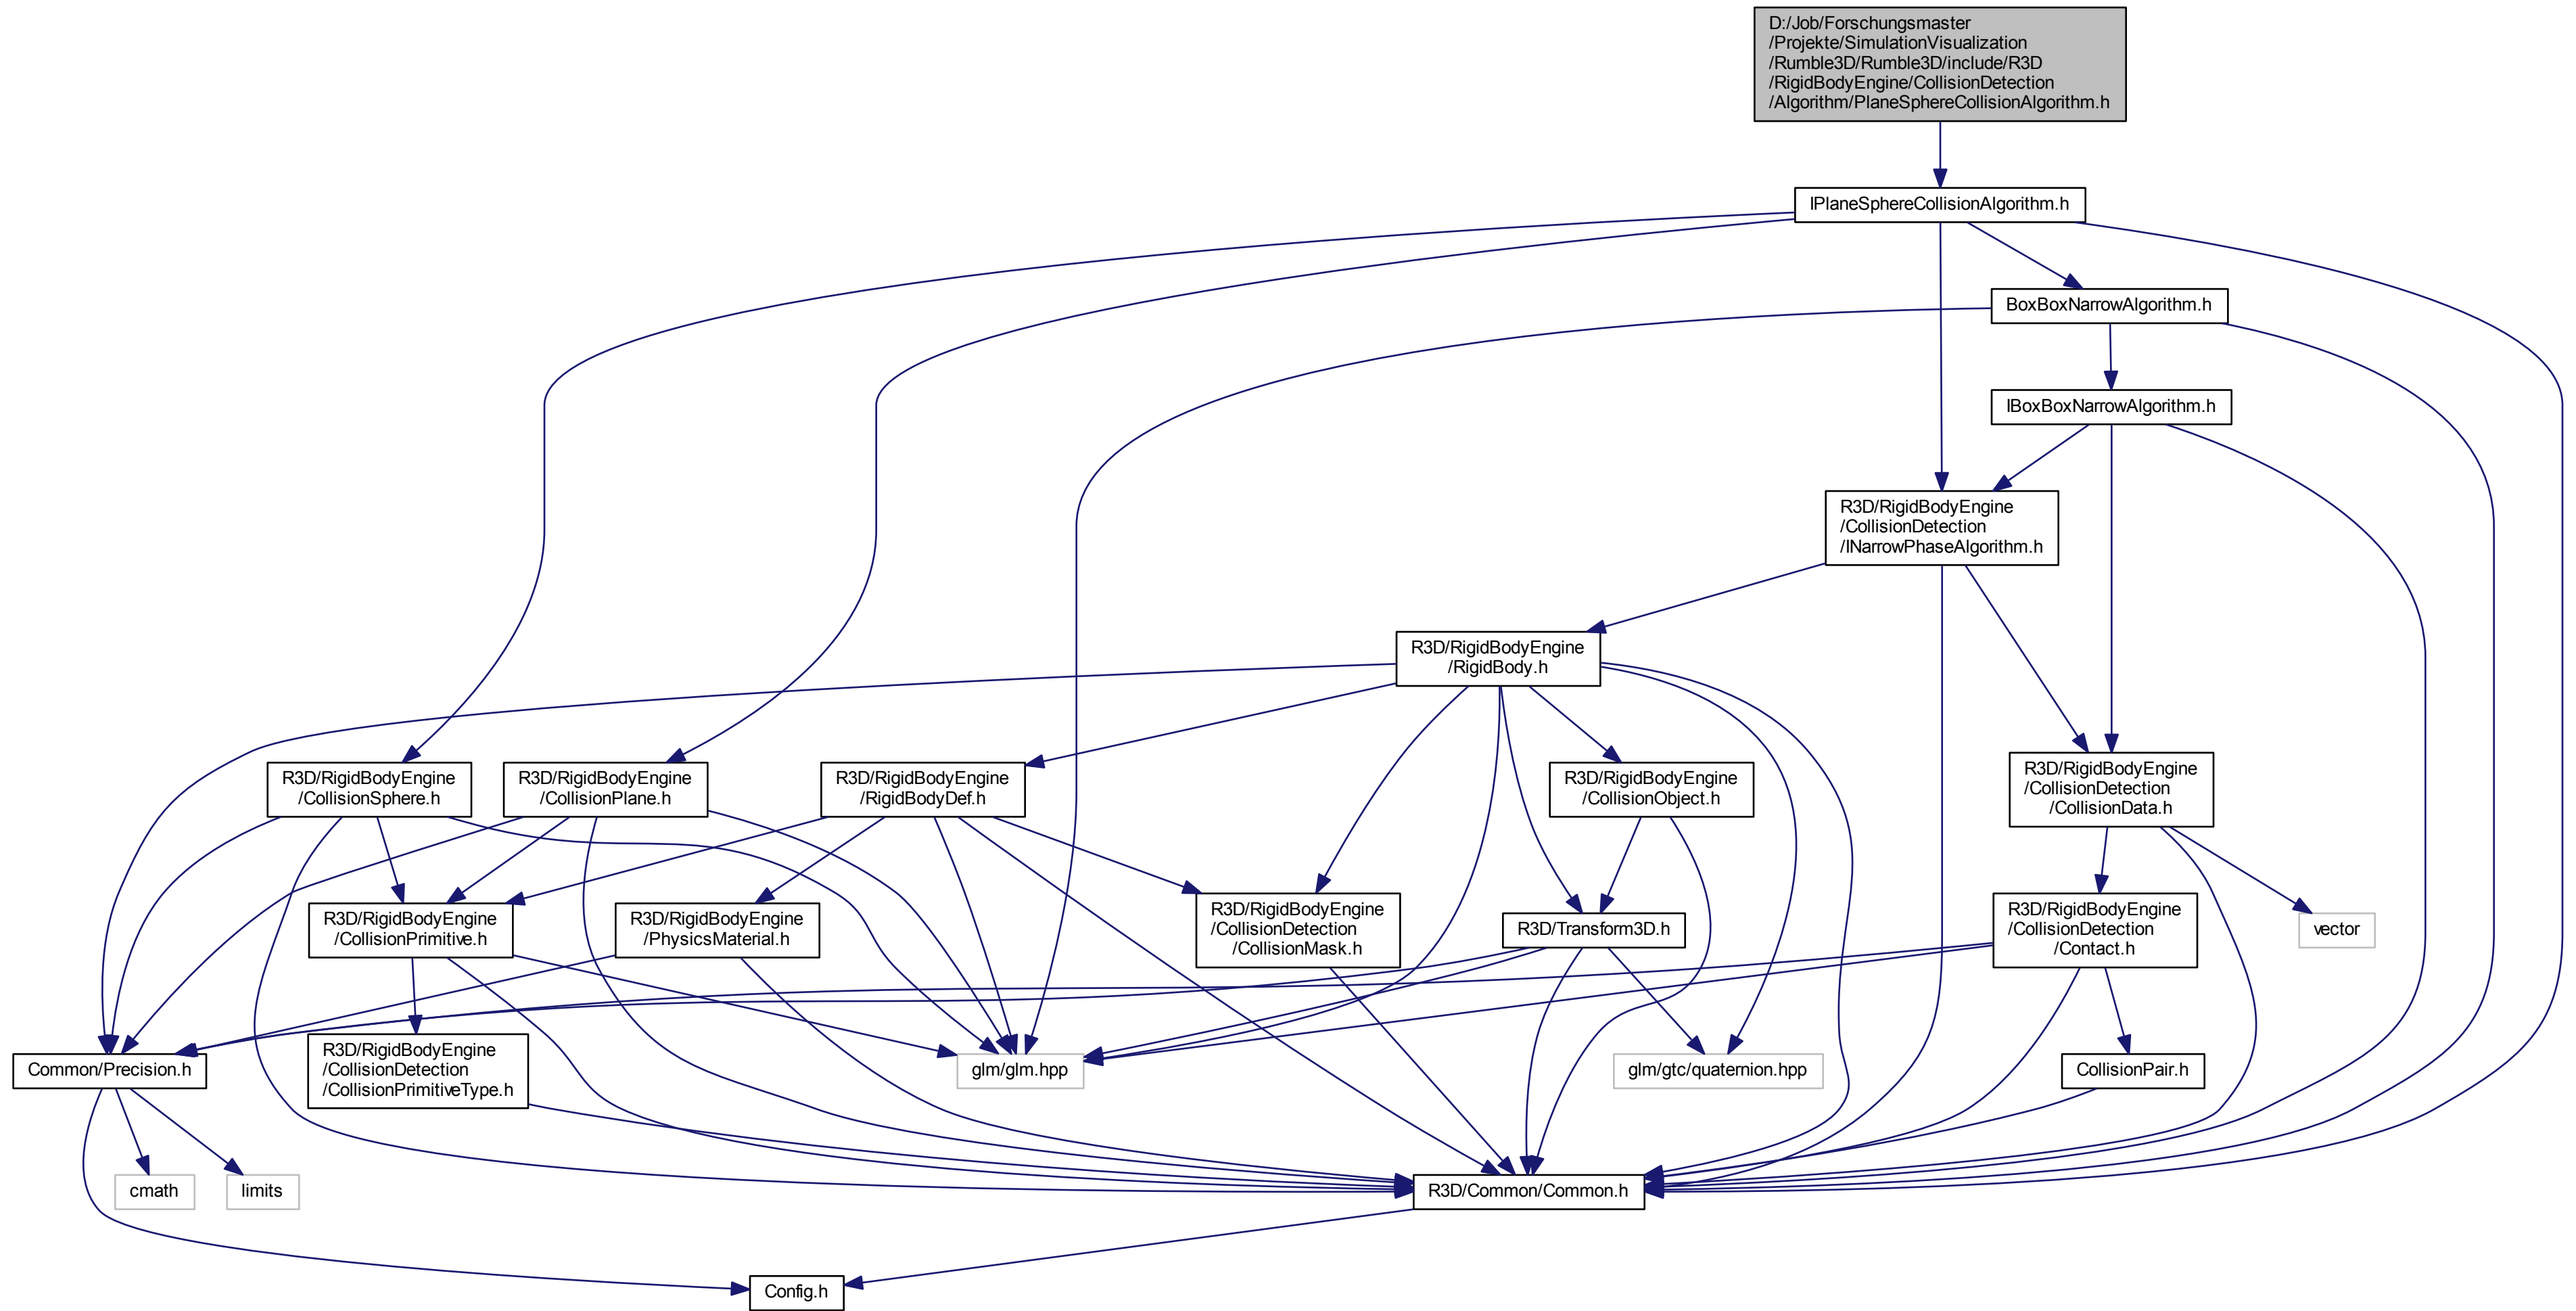 D:/Job/Forschungsmaster
/Projekte/SimulationVisualization
/Rumble3D/Rumble3D/include/R3D
/RigidBodyEngine/CollisionDetection
/Algorithm/PlaneSphereCollisionAlgorithm.h
IPlaneSphereCollisionAlgorithm.h
BoxBoxNarrowAlgorithm.h
IBoxBoxNarrowAlgorithm.h
R3D/RigidBodyEngine
/CollisionDetection
/INarrowPhaseAlgorithm.h
R3D/RigidBodyEngine
/RigidBody.h
R3D/RigidBodyEngine
/CollisionSphere.h
R3D/RigidBodyEngine
/CollisionPlane.h
R3D/RigidBodyEngine
/RigidBodyDef.h
R3D/RigidBodyEngine
/CollisionObject.h
R3D/RigidBodyEngine
/CollisionDetection
/CollisionData.h
R3D/RigidBodyEngine
/CollisionPrimitive.h
R3D/RigidBodyEngine
/PhysicsMaterial.h
R3D/RigidBodyEngine
/CollisionDetection
/CollisionMask.h
R3D/Transform3D.h
R3D/RigidBodyEngine
/CollisionDetection
/Contact.h
vector
Common/Precision.h
R3D/RigidBodyEngine
/CollisionDetection
/CollisionPrimitiveType.h
glm/glm.hpp
glm/gtc/quaternion.hpp
CollisionPair.h
cmath
limits
R3D/Common/Common.h
Config.h